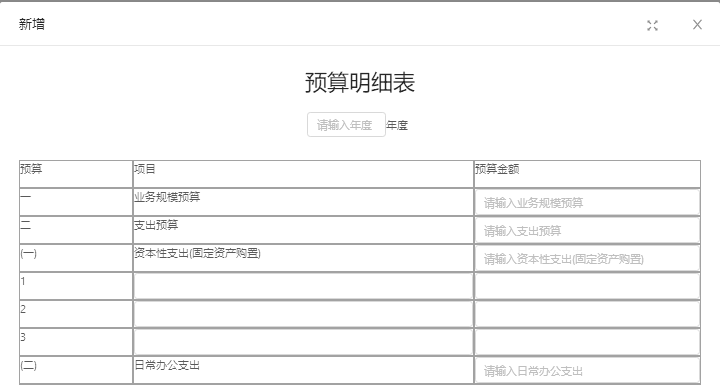 新增
预算明细表
请输入年度 年度
预算 项目 预算金额
一 业务规模预算 请输入业务规模预算
二 支出预算 请输入支出预算
(一) 资本性支出(固定资产购置) 请输入资本性支出(固定资产购置)
1
2
3
(二) 日常办公支出 请输入日常办公支出